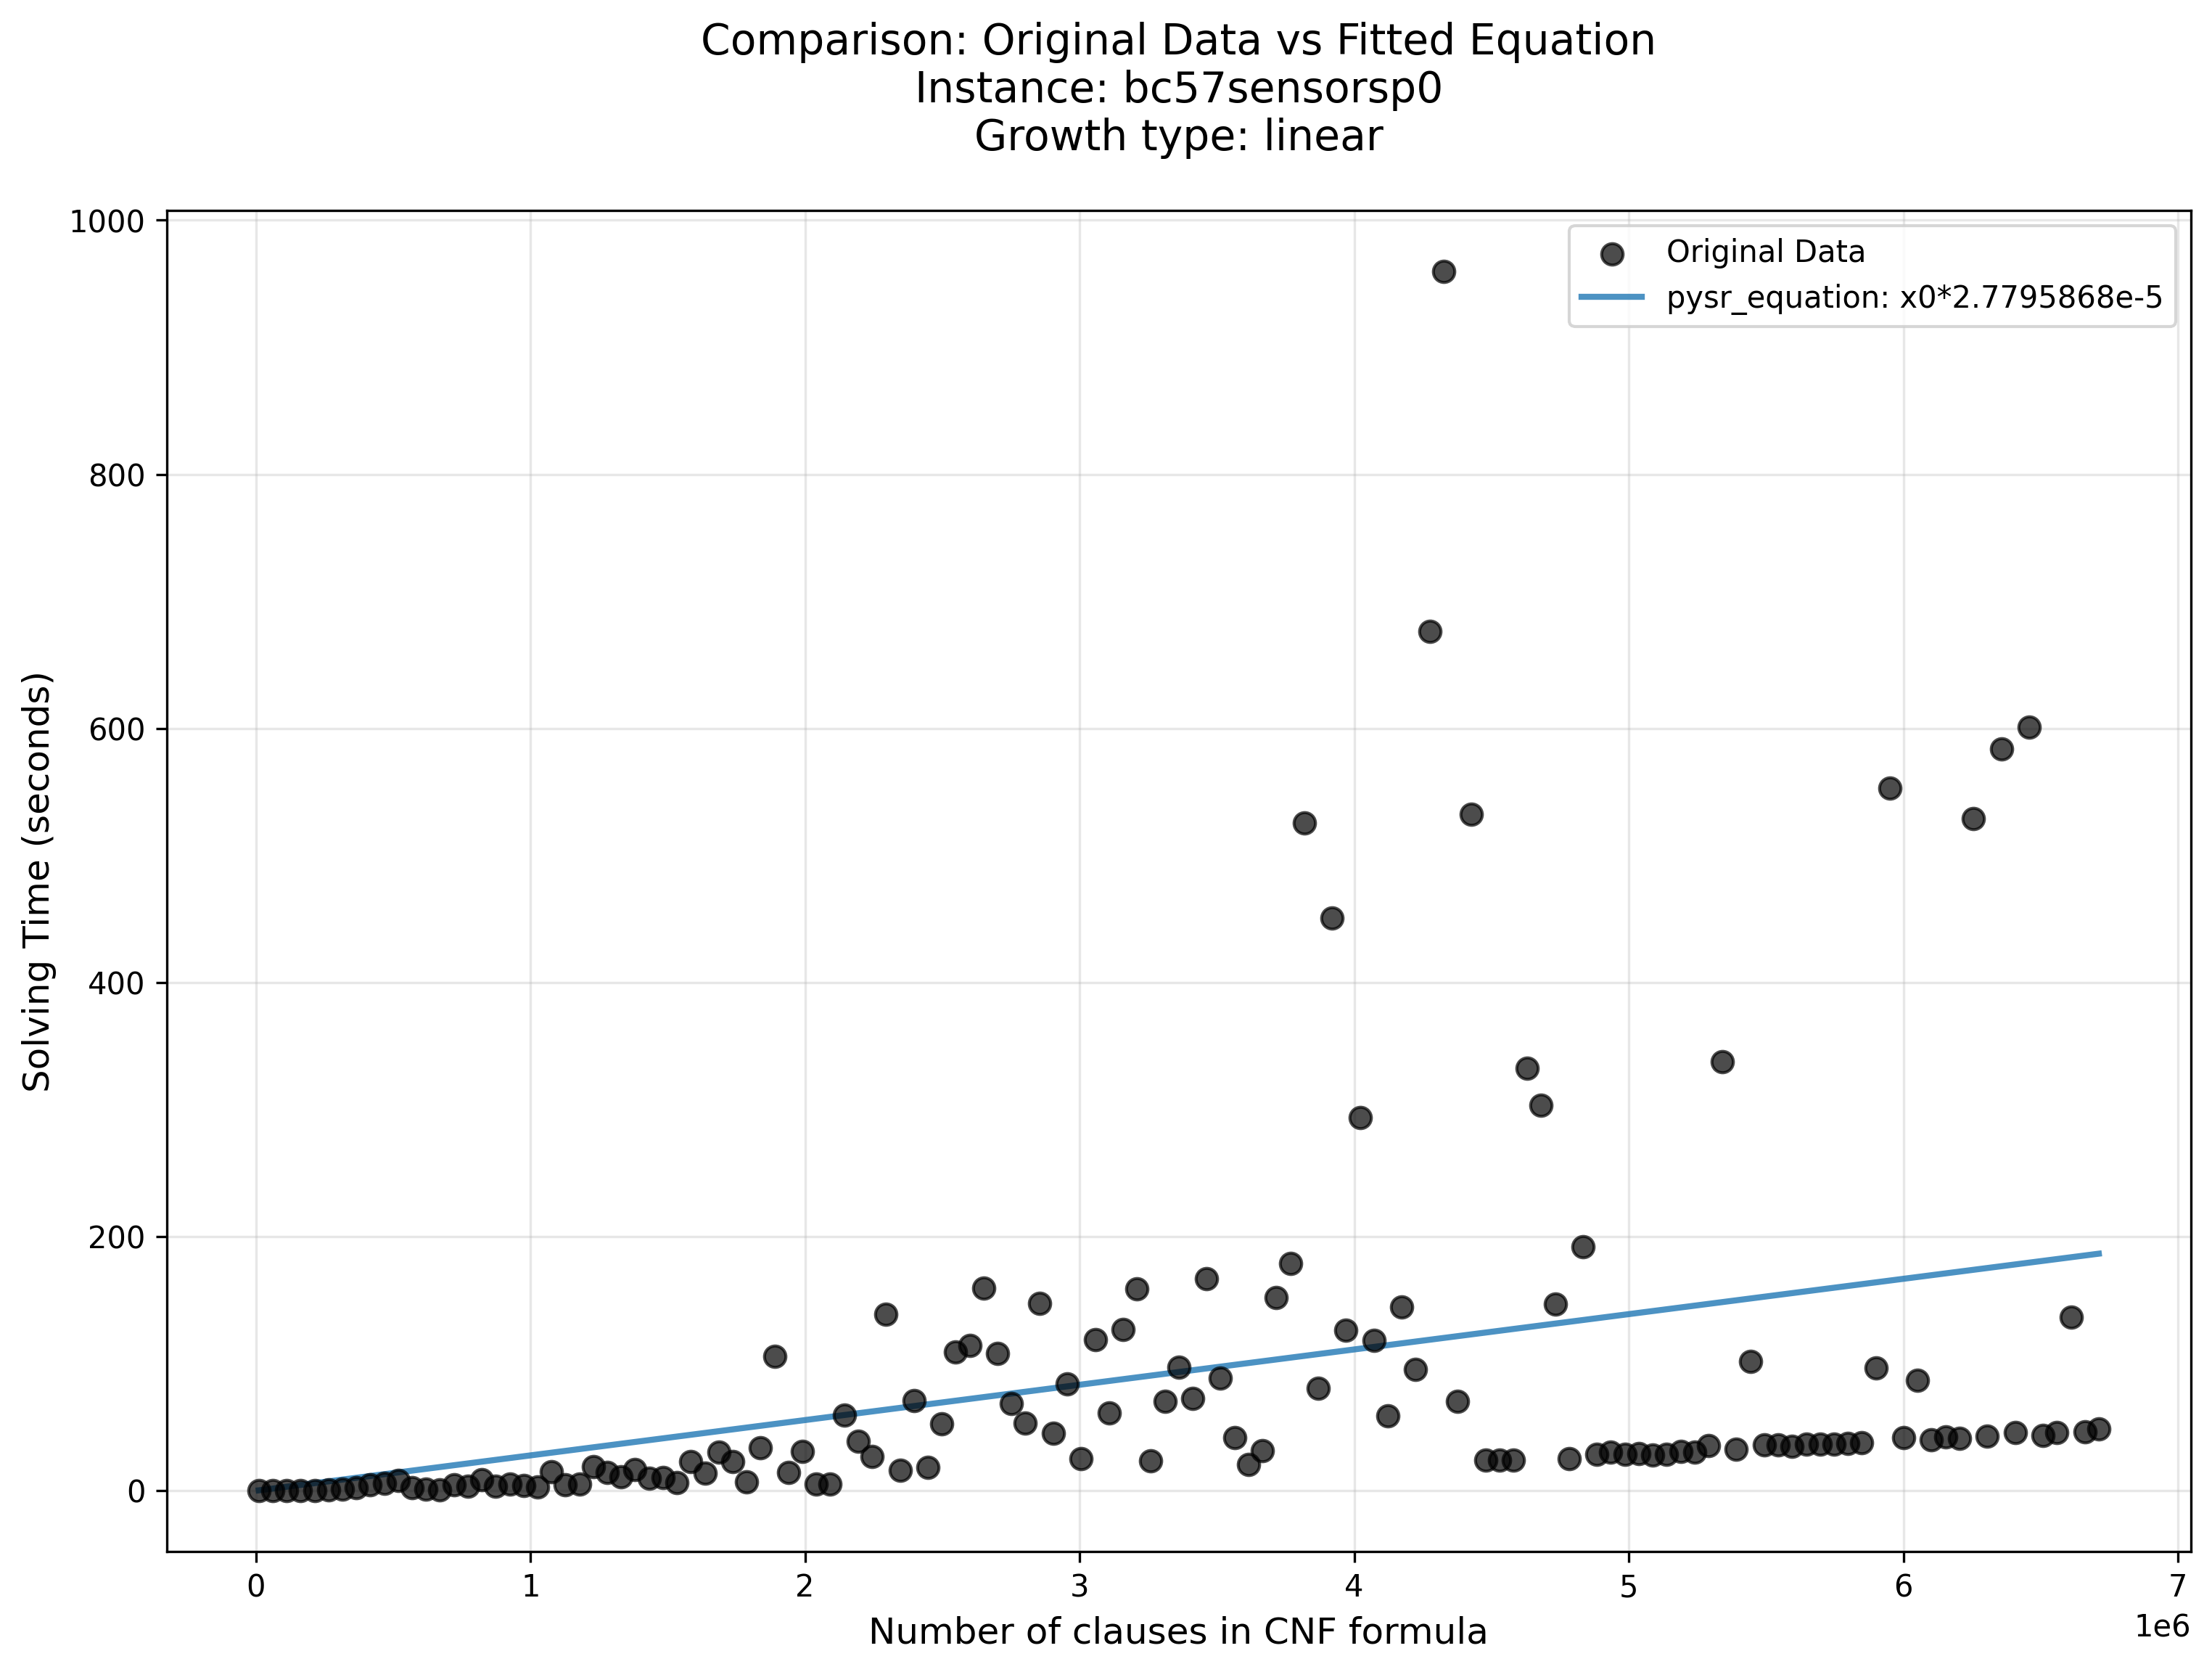 Comparison: Original Data vs Fitted Equation
Instance: bc57sensorsp0
Growth type: linear
1000
800
600
400
200
0
Solving Time (seconds)
Original Data
pysr_equation: x0*2.7795868e-5
0 1 2 3 4 5 6 7
1e6
Number of clauses in CNF formula